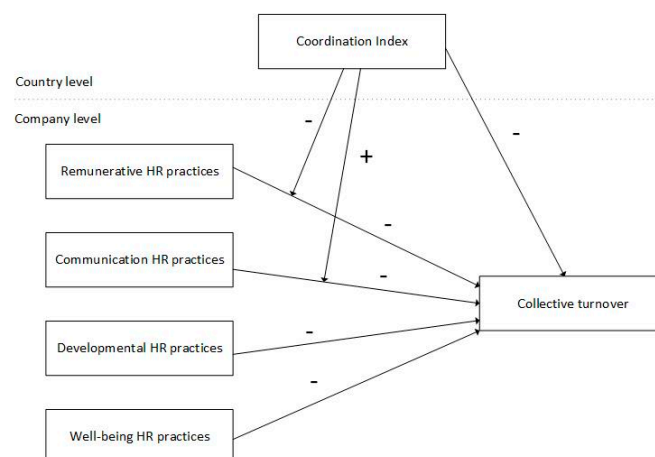 Coordination Index
Country level
Company level
-
-
+
Remunerative HR practices
-
Communication HR practices
-
Collective turnover
-
Developmental HR practices
-
Well-being HR practices